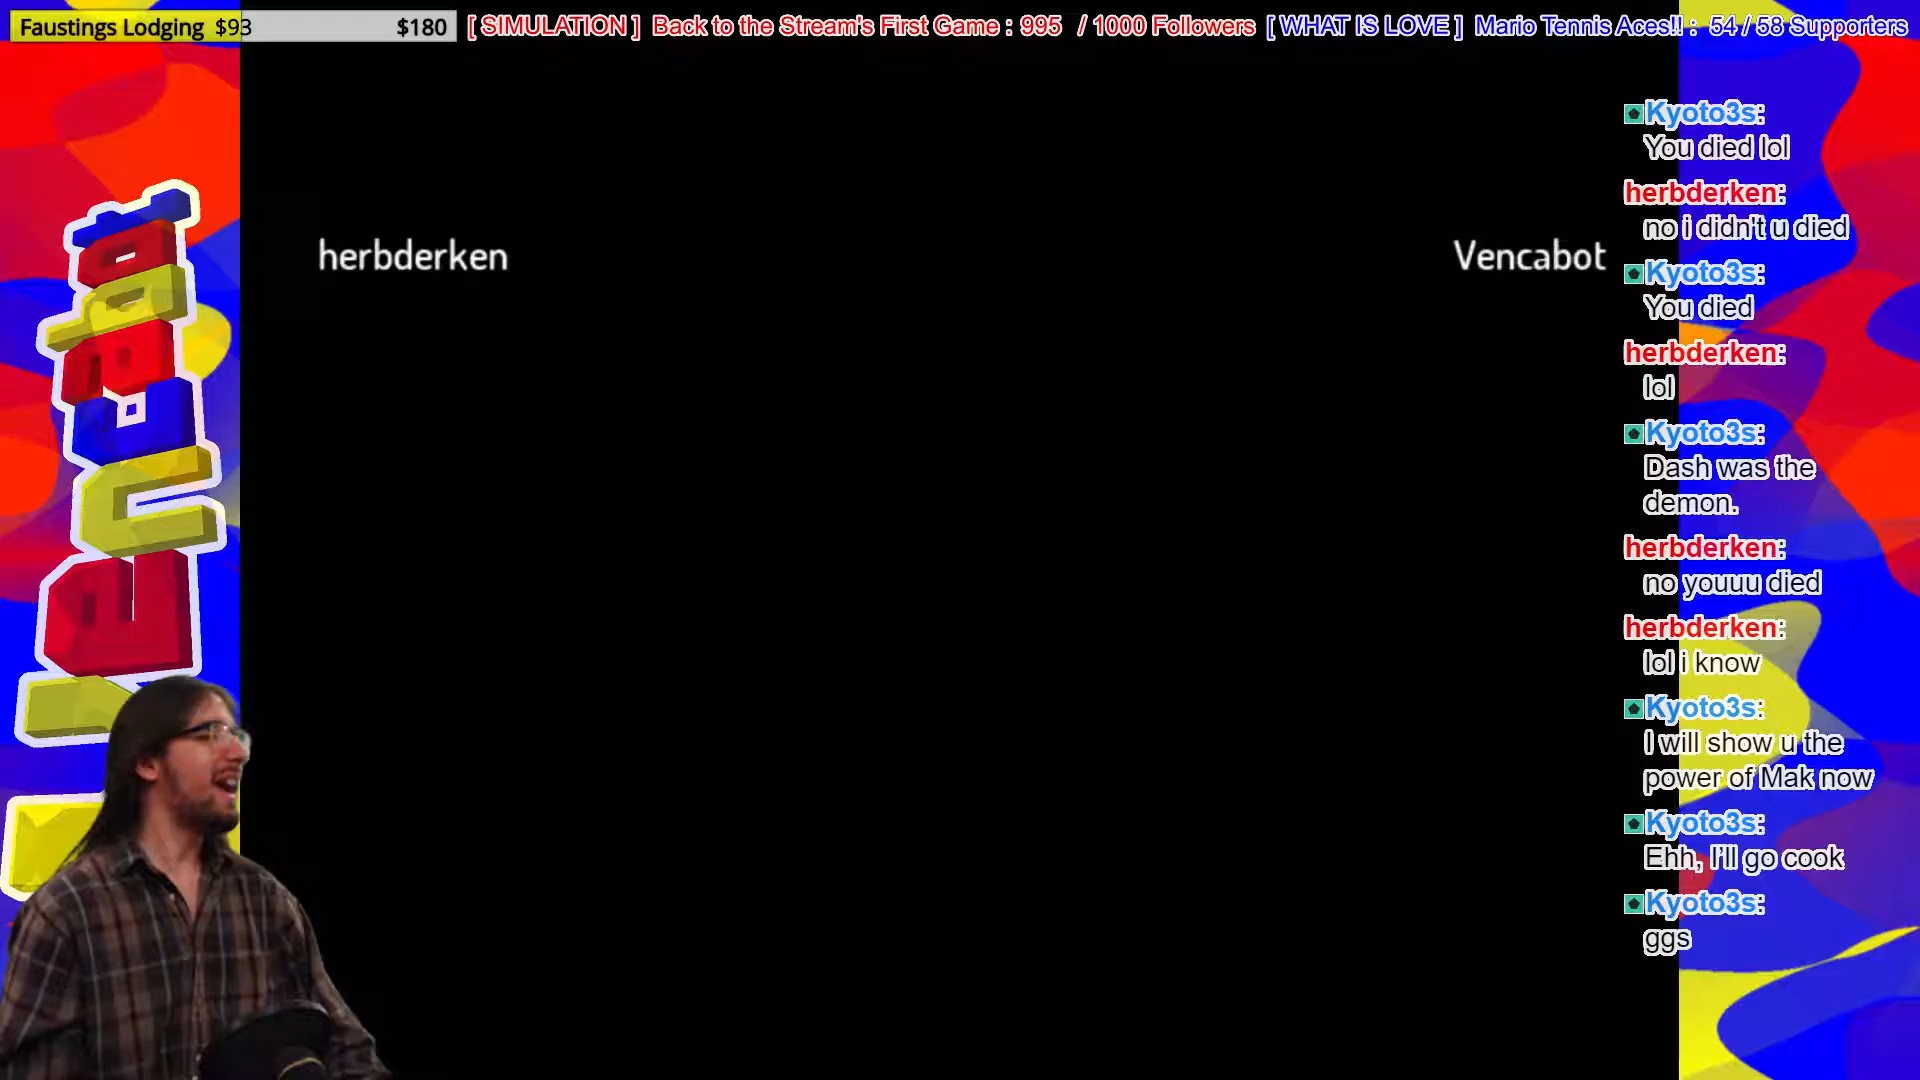 Faustings Lodging $93 $180 [ SIMULATION ] Back to the Stream's First Game : 995 / 1000 Followers [ WHAT IS LOVE ] Mario Tennis Aces!! : 54 / 58 Supporters
herbderken
Vencabot
Vencabot
Kyoto3s:
You died lol
herbderken:
no i didn't u died
Kyoto3s:
You died
herbderken:
lol
Kyoto3s:
Dash was the
demon.
herbderken:
no youuu died
herbderken:
lol i know
Kyoto3s:
I will show u the
power of Mak now
Kyoto3s:
Ehh, I'll go cook
Kyoto3s:
ggs